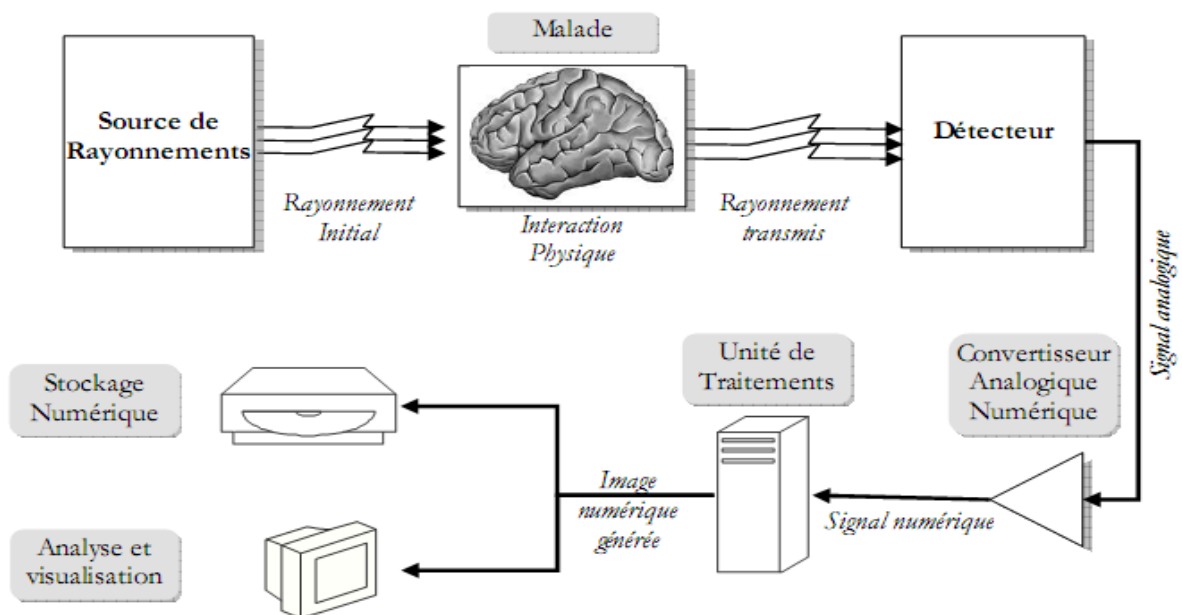 Malade
Source de
Rayonnements
Détecteur
Rayonnement
Initial
Interaction
Physique
Rayonnement
transmis
Signal analogique
Convertisseur
Analogique
Numérique
Unité de
Traitements
Signal numérique
Image
numérique
générée
Stockage
Numérique
Analyse et
visualisation